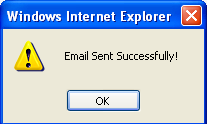 Windows Internet Explorer
Email Sent Successfully!
OK